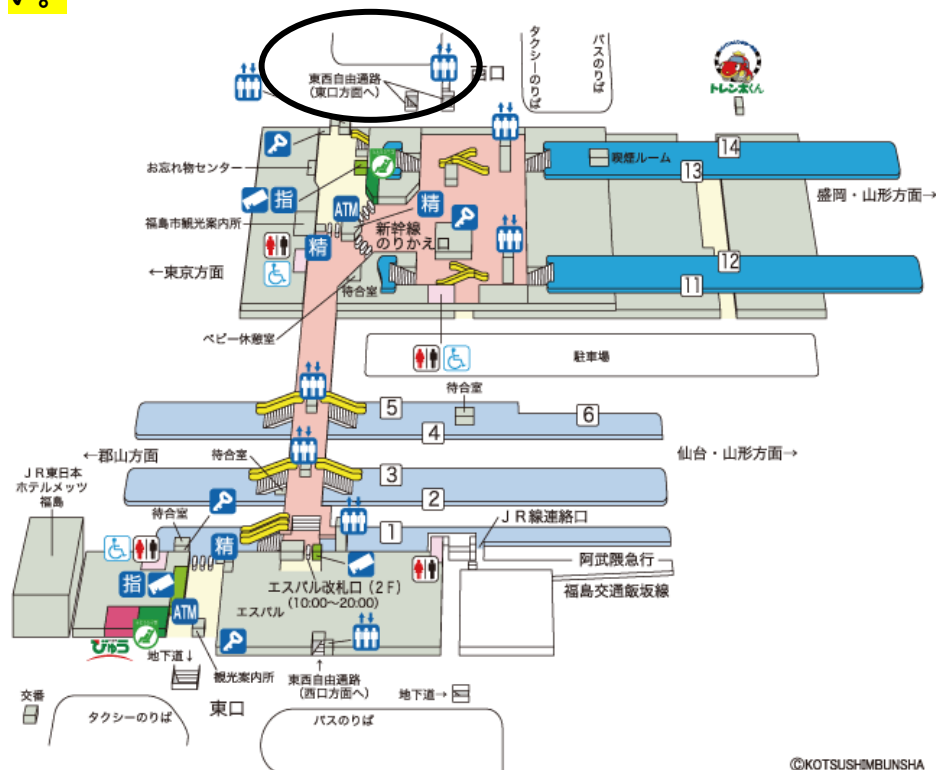 い。
東西自由通路
(東口方面へ)
西口
タクシーのりば
バスのりば
トレン太くん
お忘れ物センター
指
ATM
精
福島市観光案内所
精
新幹線
のりかえ口
喫煙ルーム
14
13
盛岡・山形方面→
←東京方面
待合室
12
11
ベビー休憩室
駐車場
待合室
5
6
4
←郡山方面
待合室
仙台・山形方面→
3
2
JR東日本
ホテルメッツ
福島
待合室
精
1
JR線連絡口
阿武隈急行
福島交通飯坂線
指
エスパル改札口(2F)
(10:00〜20:00)
エスパル
ATM
びゅう
地下道↓
観光案内所
↑
東西自由通路
(西口方面へ)
地下道→
交番
タクシーのりば
東口
バスのりば
©KOTSUSHIMBUNSHA